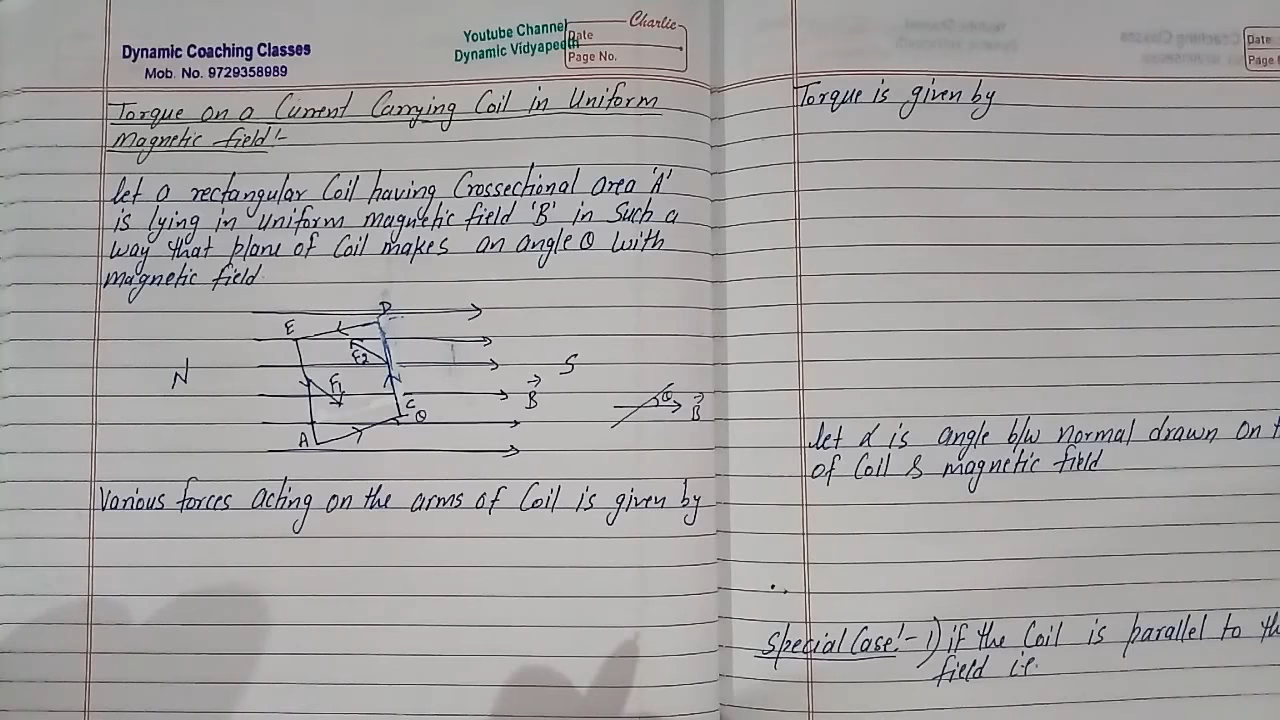 Dynamic Coaching Classes
Mob. No. 9729358989
Youtube Channel
Dynamic Vidyapeeth
Charlie
Date
Page No.
Torque on a Current Carrying Coil in Uniform
Magnetic field:-
Let a rectangular Coil having Crossectional area 'A'
is lying in Uniform magnetic field 'B' in Such a
way that plane of Coil makes an angle θ with
magnetic field.
D
E
F2
N
S
F1
B
C
θ
θ
B
A
Various forces acting on the arms of Coil is given by
Date
Page
Torque is given by
Let α is angle b/w normal drawn on
of Coil & magnetic field
∴
Special Case:- 1) if the Coil is parallel to
field i.e.